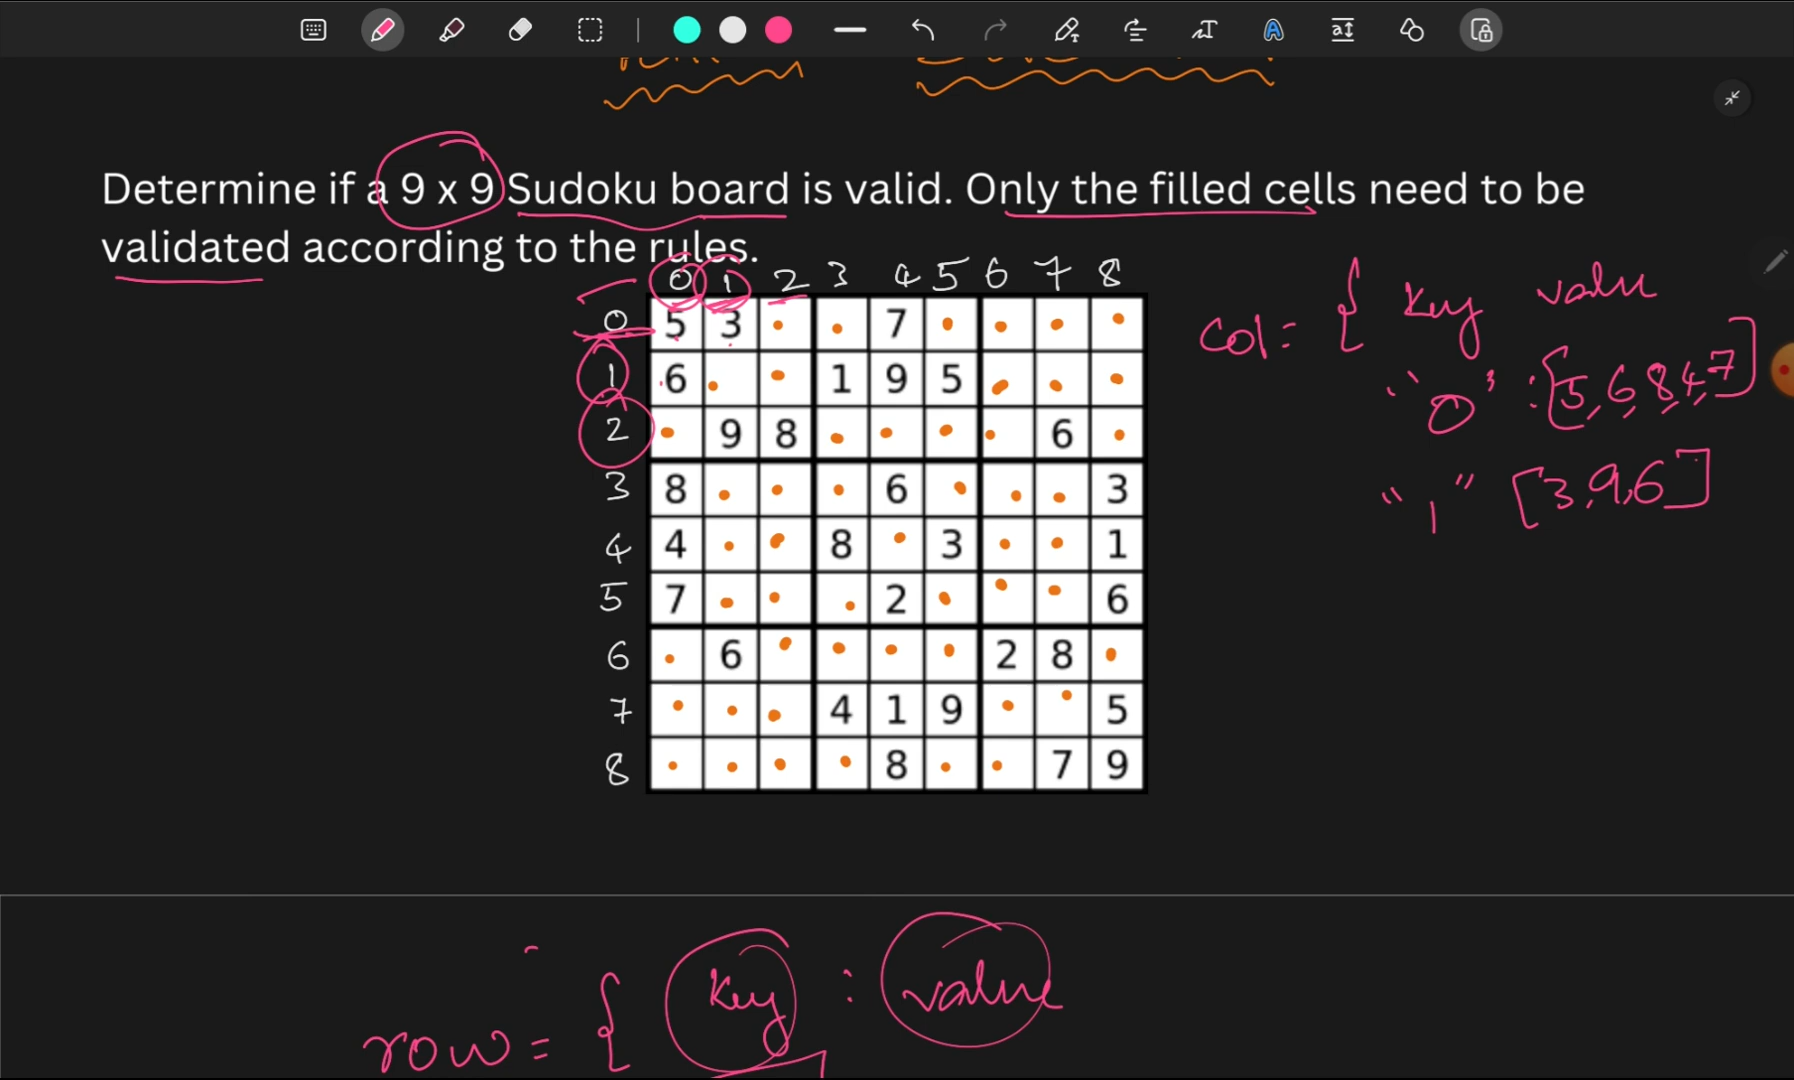 Determine if a 9 x 9 Sudoku board is valid. Only the filled cells need to be
validated according to the rules.
0 1 2 3 4 5 6 7 8
0 5 3 . . 7 . . . .
1 6 . . 1 9 5 . . .
2 . 9 8 . . . . 6 .
3 8 . . . 6 . . . 3
4 4 . . 8 . 3 . . 1
5 7 . . . 2 . . . 6
6 . 6 . . . . 2 8 .
7 . . . 4 1 9 . . 5
8 . . . . 8 . . 7 9
col = { key value
"0" : [5,6,8,4,7]
"1" [3,9,6]
row = { key : value